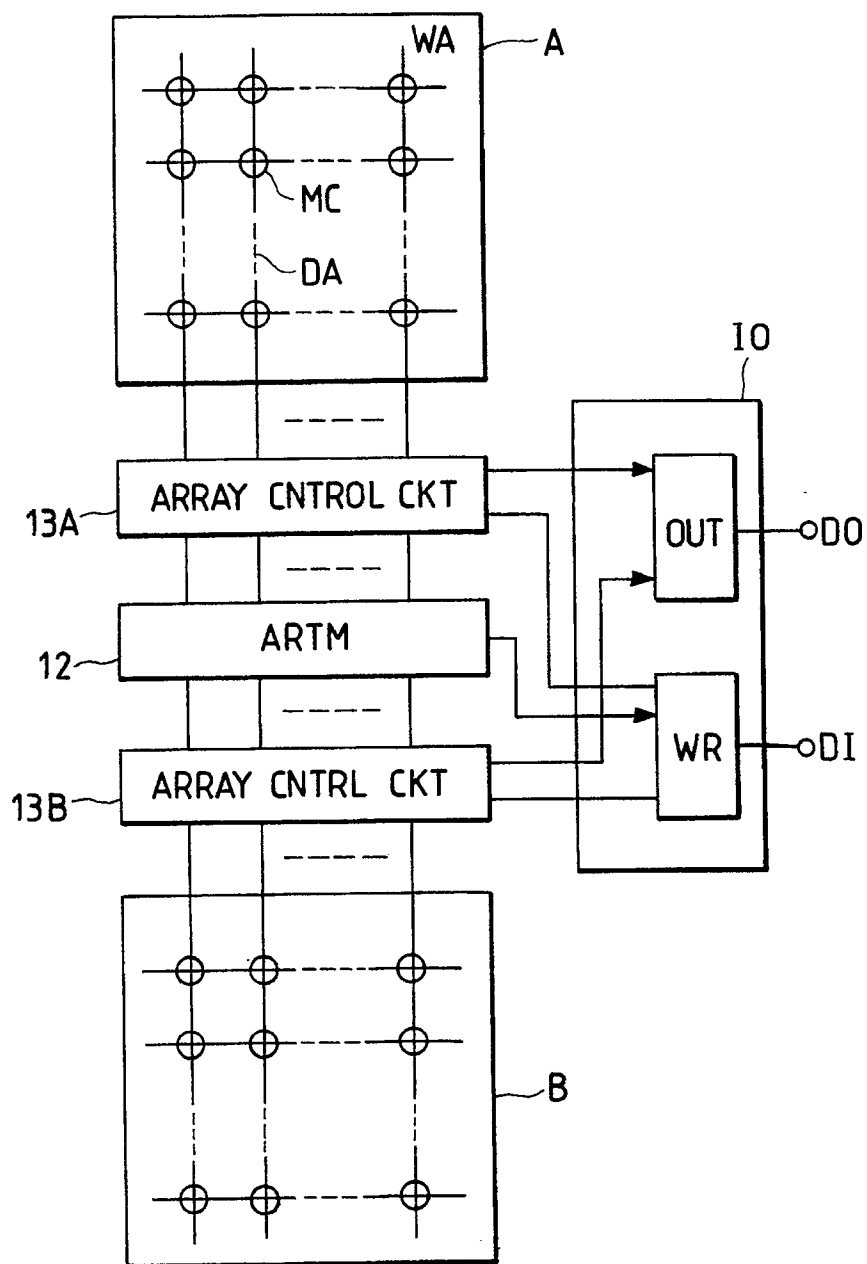 WA
A
MC
DA
IO
13A
ARRAY CNTROL CKT
OUT
DO
12
ARTM
13B
ARRAY CNTRL CKT
WR
DI
B